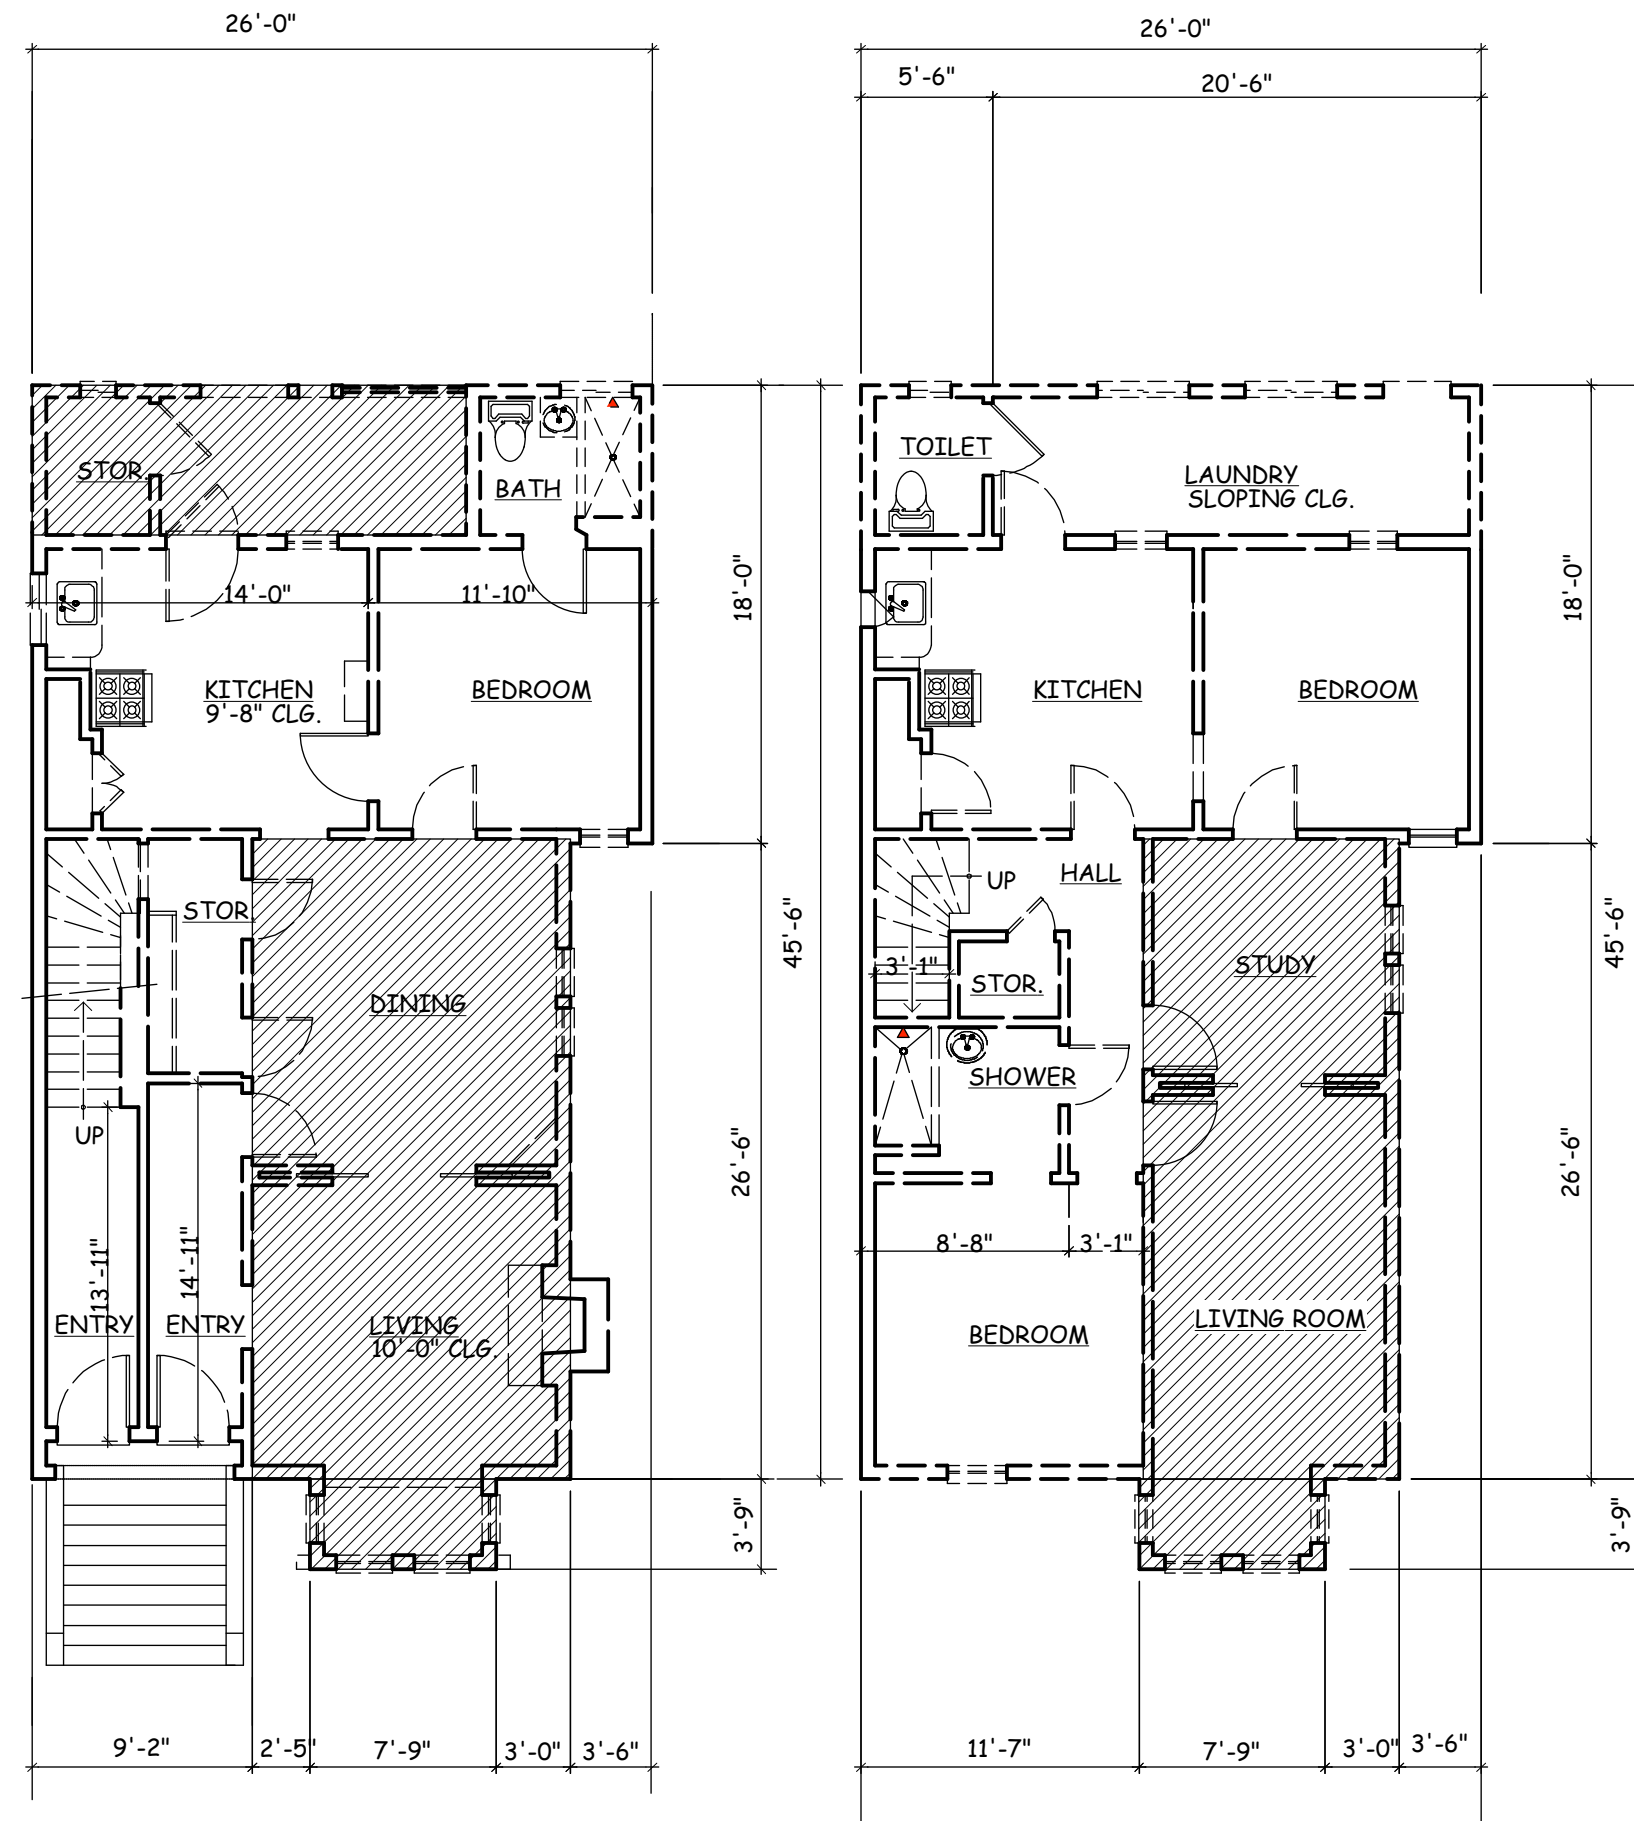 26'-0"
26'-0"
5'-6"
20'-6"
STOR.
BATH
TOILET
LAUNDRY
SLOPING CLG.
14'-0"
11'-10"
18'-0"
18'-0"
KITCHEN
9'-8" CLG.
BEDROOM
KITCHEN
BEDROOM
STOR.
HALL
UP
45'-6"
45'-6"
DINING
3'-1"
STOR.
STUDY
SHOWER
UP
26'-6"
26'-6"
13'-11"
14'-11"
8'-8"
3'-1"
ENTRY
ENTRY
LIVING
10'-0" CLG.
BEDROOM
LIVING ROOM
3'-9"
3'-9"
9'-2"
2'-5"
7'-9"
3'-0"
3'-6"
11'-7"
7'-9"
3'-0"
3'-6"